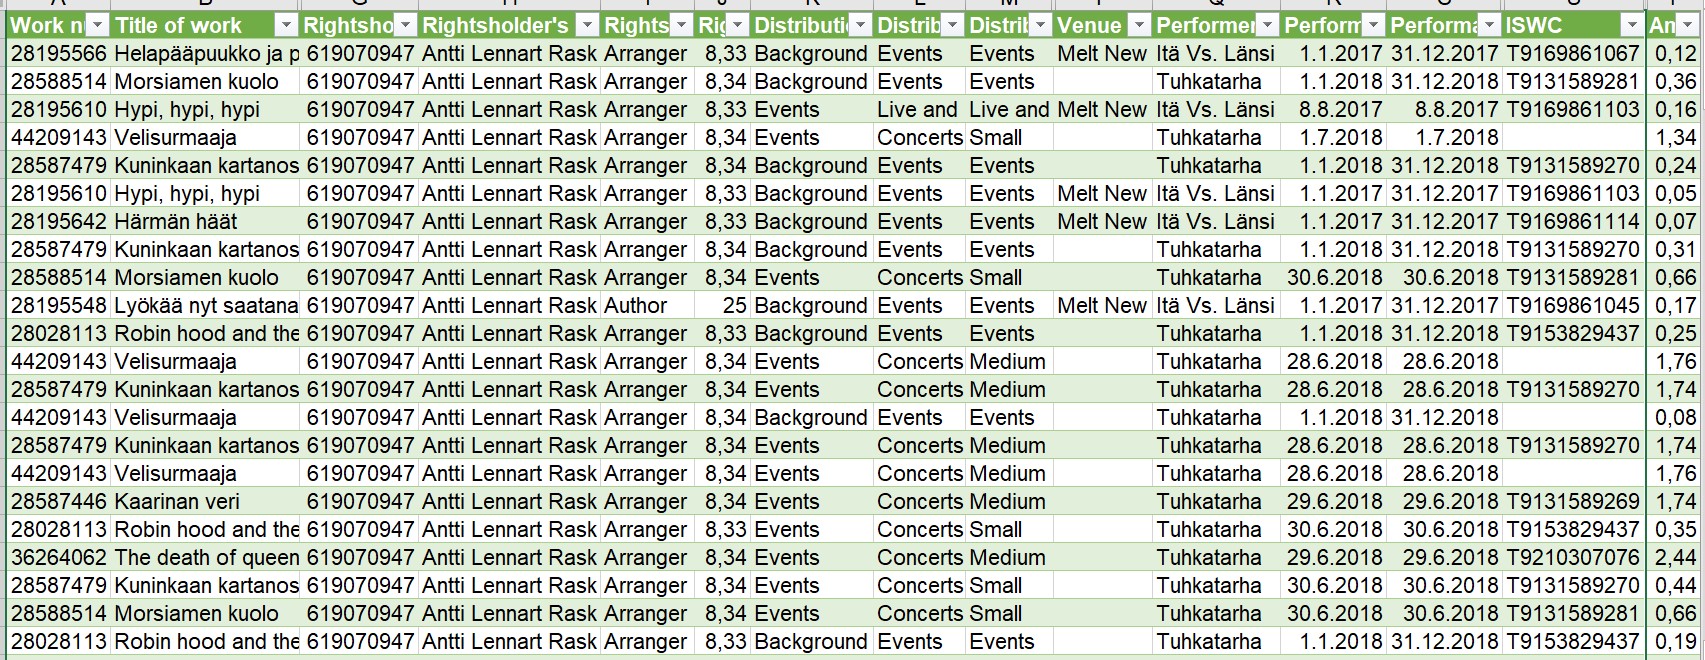 Work n Title of work Rightsho Rightsholder's Rights Rig Distributi Distrib Distrib Venue Performer Perform Performa ISWC An
28195566 Helapääpuukko ja p 619070947 Antti Lennart Rask Arranger 8,33 Background Events Events Melt New Itä Vs. Länsi 1.1.2017 31.12.2017 T9169861067 0,12
28588514 Morsiamen kuolo 619070947 Antti Lennart Rask Arranger 8,34 Background Events Events Tuhkatarha 1.1.2018 31.12.2018 T9131589281 0,36
28195610 Hypi, hypi, hypi 619070947 Antti Lennart Rask Arranger 8,33 Events Live and Live and Melt New Itä Vs. Länsi 8.8.2017 8.8.2017 T9169861103 0,16
44209143 Velisurmaaja 619070947 Antti Lennart Rask Arranger 8,34 Events Concerts Small Tuhkatarha 1.7.2018 1.7.2018 1,34
28587479 Kuninkaan kartanos 619070947 Antti Lennart Rask Arranger 8,34 Background Events Events Tuhkatarha 1.1.2018 31.12.2018 T9131589270 0,24
28195610 Hypi, hypi, hypi 619070947 Antti Lennart Rask Arranger 8,33 Background Events Events Melt New Itä Vs. Länsi 1.1.2017 31.12.2017 T9169861103 0,05
28195642 Härmän häät 619070947 Antti Lennart Rask Arranger 8,33 Background Events Events Melt New Itä Vs. Länsi 1.1.2017 31.12.2017 T9169861114 0,07
28587479 Kuninkaan kartanos 619070947 Antti Lennart Rask Arranger 8,34 Background Events Events Tuhkatarha 1.1.2018 31.12.2018 T9131589270 0,31
28588514 Morsiamen kuolo 619070947 Antti Lennart Rask Arranger 8,34 Events Concerts Small Tuhkatarha 30.6.2018 30.6.2018 T9131589281 0,66
28195548 Lyökää nyt saatana 619070947 Antti Lennart Rask Author 25 Background Events Events Melt New Itä Vs. Länsi 1.1.2017 31.12.2017 T9169861045 0,17
28028113 Robin hood and the 619070947 Antti Lennart Rask Arranger 8,33 Background Events Events Tuhkatarha 1.1.2018 31.12.2018 T9153829437 0,25
44209143 Velisurmaaja 619070947 Antti Lennart Rask Arranger 8,34 Events Concerts Medium Tuhkatarha 28.6.2018 28.6.2018 1,76
28587479 Kuninkaan kartanos 619070947 Antti Lennart Rask Arranger 8,34 Events Concerts Medium Tuhkatarha 28.6.2018 28.6.2018 T9131589270 1,74
44209143 Velisurmaaja 619070947 Antti Lennart Rask Arranger 8,34 Background Events Events Tuhkatarha 1.1.2018 31.12.2018 0,08
28587479 Kuninkaan kartanos 619070947 Antti Lennart Rask Arranger 8,34 Events Concerts Medium Tuhkatarha 28.6.2018 28.6.2018 T9131589270 1,74
44209143 Velisurmaaja 619070947 Antti Lennart Rask Arranger 8,34 Events Concerts Medium Tuhkatarha 28.6.2018 28.6.2018 1,76
28587446 Kaarinan veri 619070947 Antti Lennart Rask Arranger 8,34 Events Concerts Medium Tuhkatarha 29.6.2018 29.6.2018 T9131589269 1,74
28028113 Robin hood and the 619070947 Antti Lennart Rask Arranger 8,33 Events Concerts Small Tuhkatarha 30.6.2018 30.6.2018 T9153829437 0,35
36264062 The death of queen 619070947 Antti Lennart Rask Arranger 8,34 Events Concerts Medium Tuhkatarha 29.6.2018 29.6.2018 T9210307076 2,44
28587479 Kuninkaan kartanos 619070947 Antti Lennart Rask Arranger 8,34 Events Concerts Small Tuhkatarha 30.6.2018 30.6.2018 T9131589270 0,44
28588514 Morsiamen kuolo 619070947 Antti Lennart Rask Arranger 8,34 Events Concerts Small Tuhkatarha 30.6.2018 30.6.2018 T9131589281 0,66
28028113 Robin hood and the 619070947 Antti Lennart Rask Arranger 8,33 Background Events Events Tuhkatarha 1.1.2018 31.12.2018 T9153829437 0,19